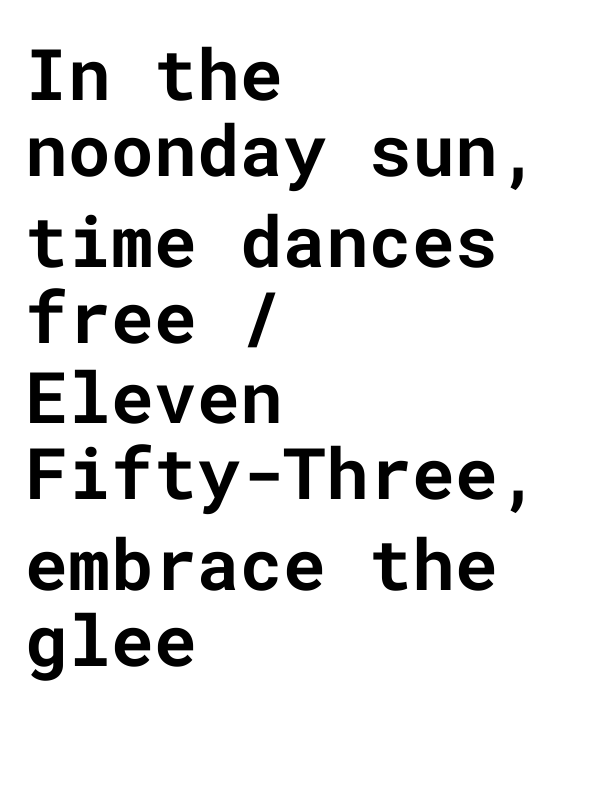 In the
noonday sun,
time dances
free /
Eleven
Fifty-Three,
embrace the
glee